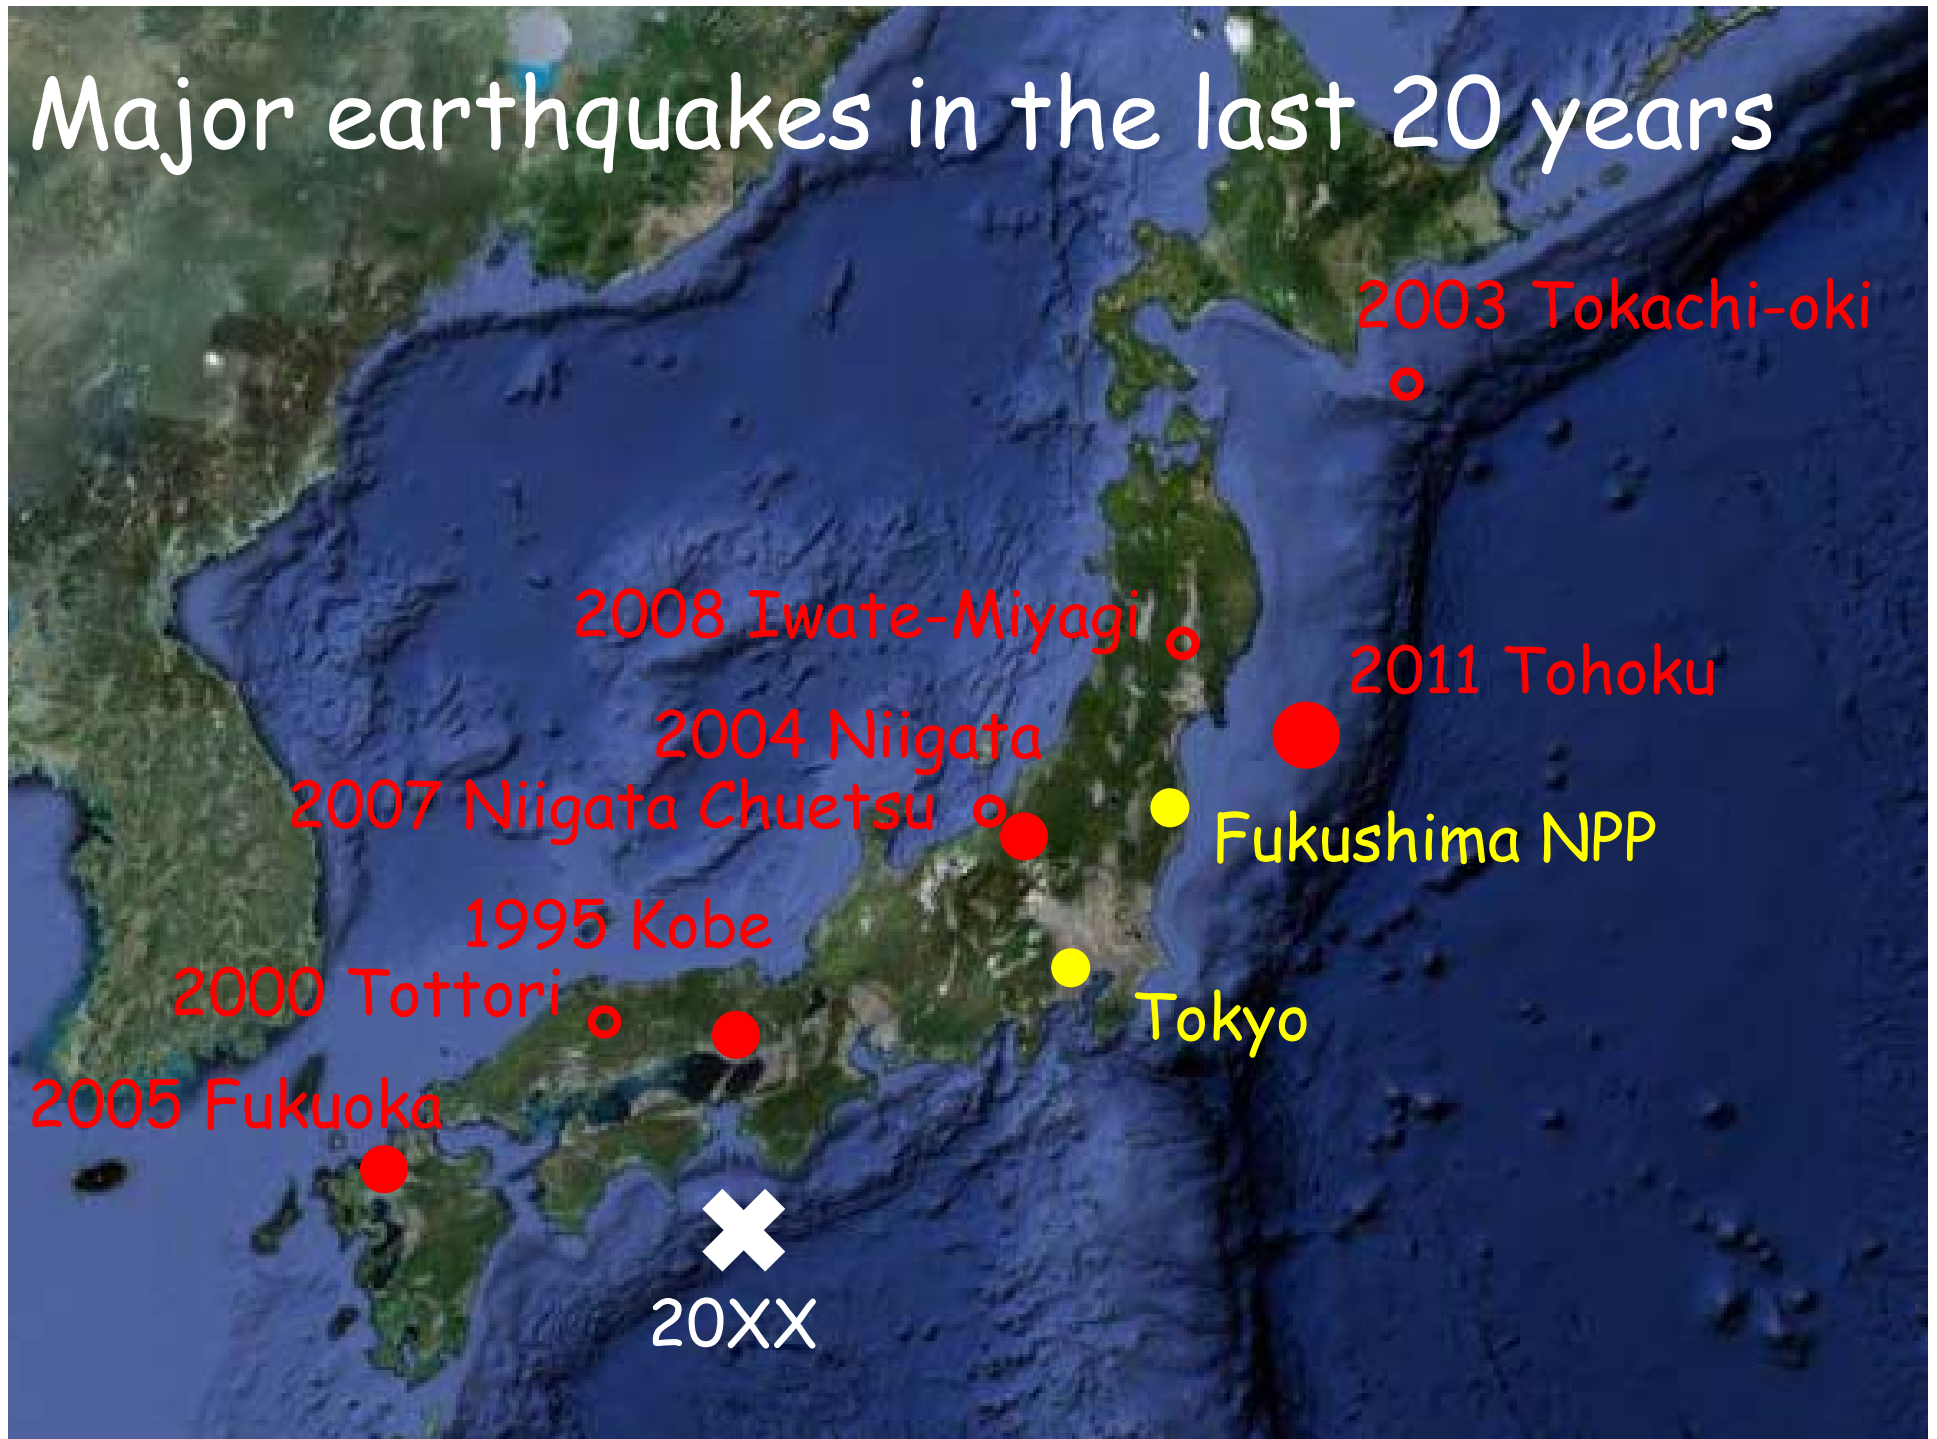 Major earthquakes in the last 20 years
2003 Tokachi-oki
2008 Iwate-Miyagi
2011 Tohoku
2004 Niigata
2007 Niigata Chuetsu
Fukushima NPP
1995 Kobe
2000 Tottori
Tokyo
2005 Fukuoka
20XX